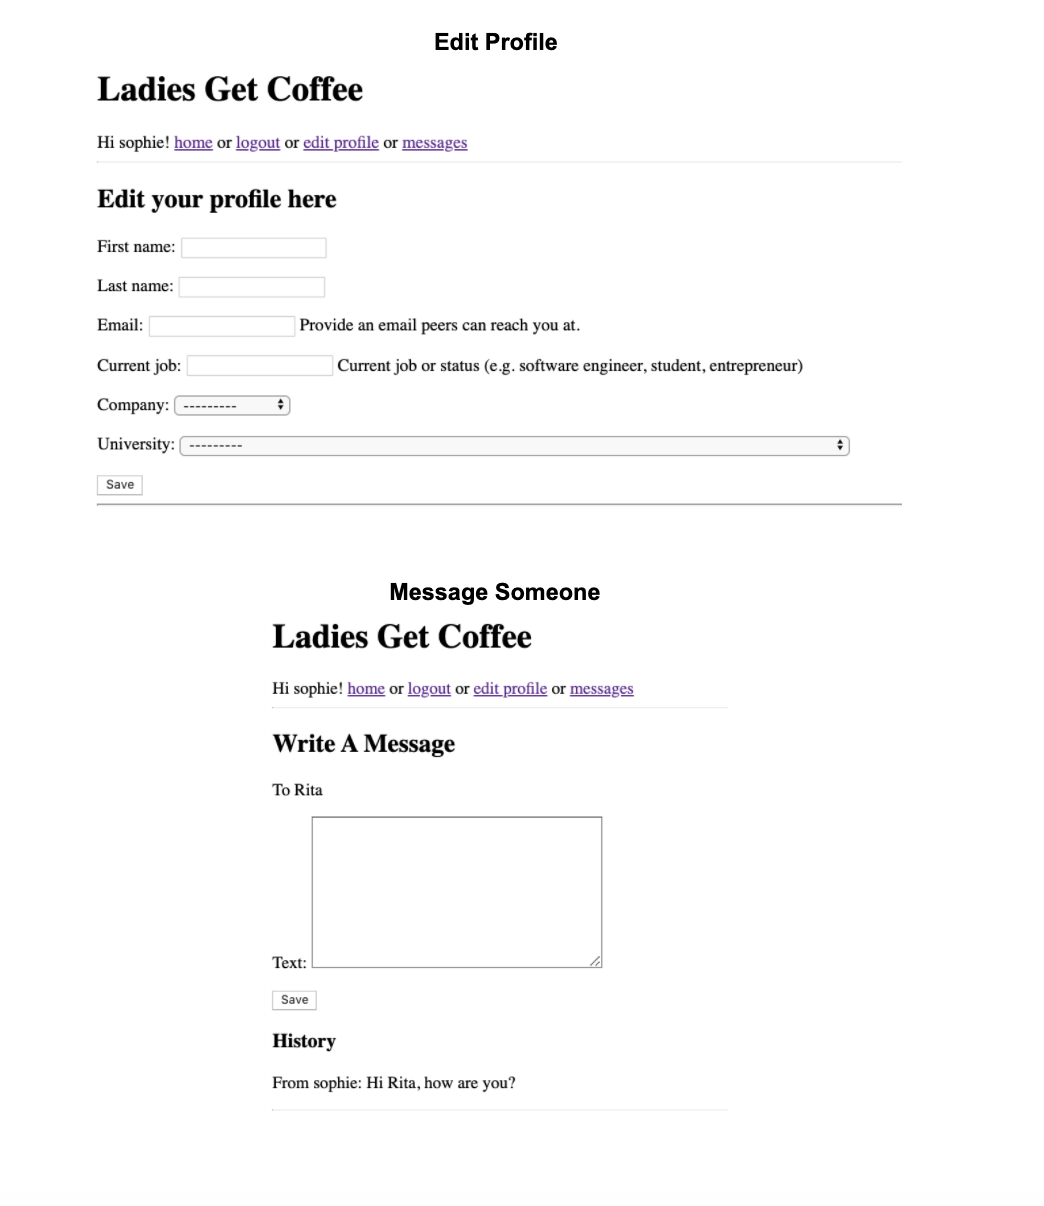 Edit Profile
Ladies Get Coffee
Hi sophie! home or logout or edit profile or messages
Edit your profile here
First name:
Last name:
Email: Provide an email peers can reach you at.
Current job: Current job or status (e.g. software engineer, student, entrepreneur)
Company: ---------
University: ---------
Save
Message Someone
Ladies Get Coffee
Hi sophie! home or logout or edit profile or messages
Write A Message
To Rita
Text:
Save
History
From sophie: Hi Rita, how are you?